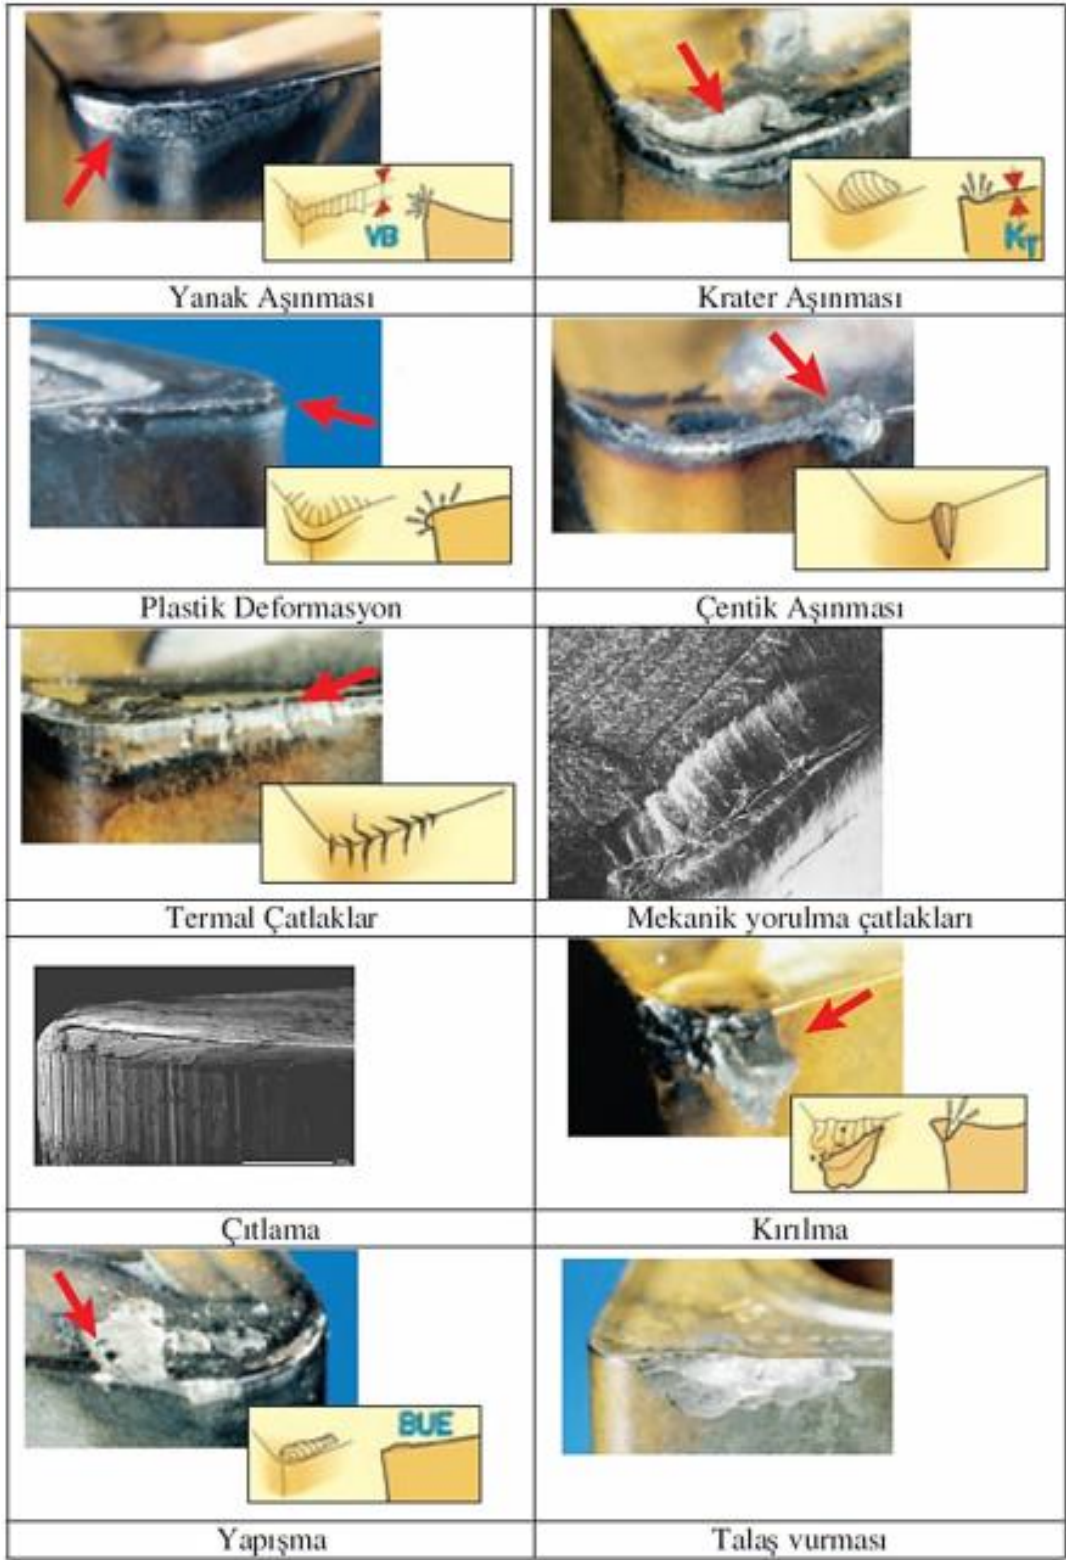 VB
KT
Yanak Aşınması
Krater Aşınması
Plastik Deformasyon
Çentik Aşınması
Termal Çatlaklar
Mekanik yorulma çatlakları
Çıtlama
Kırılma
BUE
Yapışma
Talaş vurması